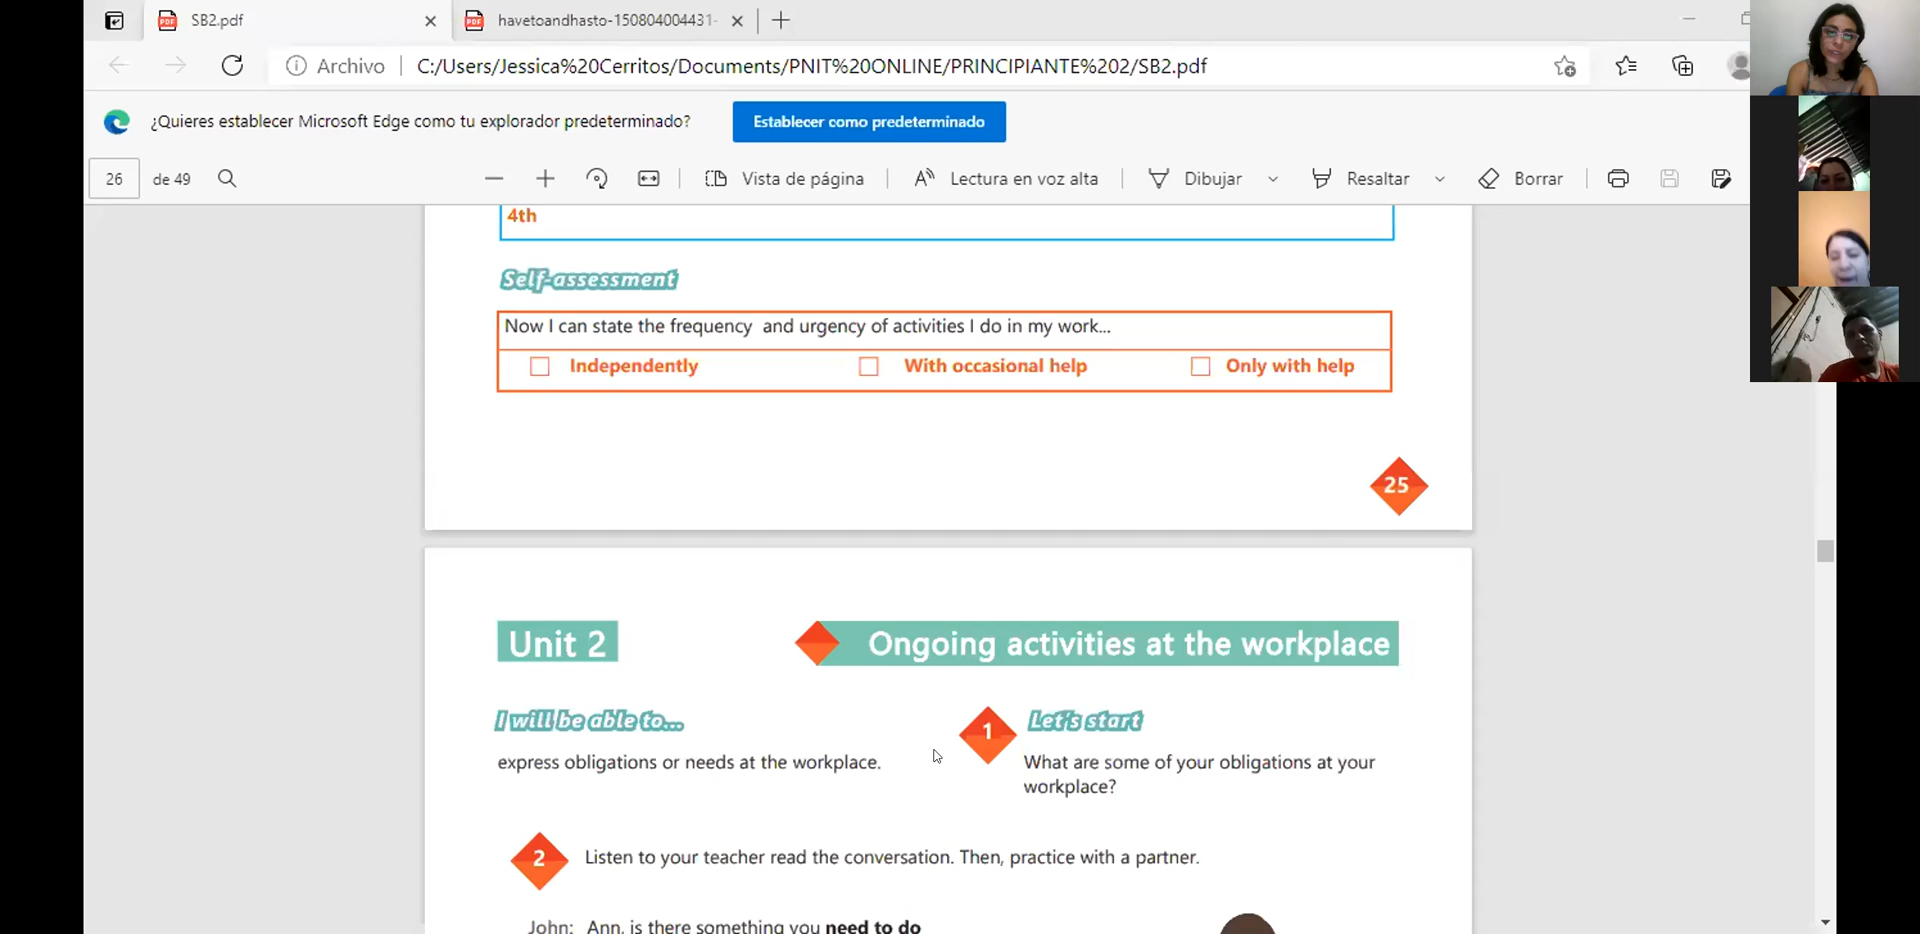 SB2.pdf
havetoandhasto-150804004431-
Archivo
C:/Users/Jessica%20Cerritos/Documents/PNIT%20ONLINE/PRINCIPIANTE%202/SB2.pdf
¿Quieres establecer Microsoft Edge como tu explorador predeterminado?
Establecer como predeterminado
26 de 49
Vista de página
Lectura en voz alta
Dibujar
Resaltar
Borrar
4th
Self-assessment
Now I can state the frequency and urgency of activities I do in my work...
Independently
With occasional help
Only with help
25
Unit 2
Ongoing activities at the workplace
I will be able to...
express obligations or needs at the workplace.
1
Let's start
What are some of your obligations at your
workplace?
2
Listen to your teacher read the conversation. Then, practice with a partner.
John: Ann, is there something you need to do